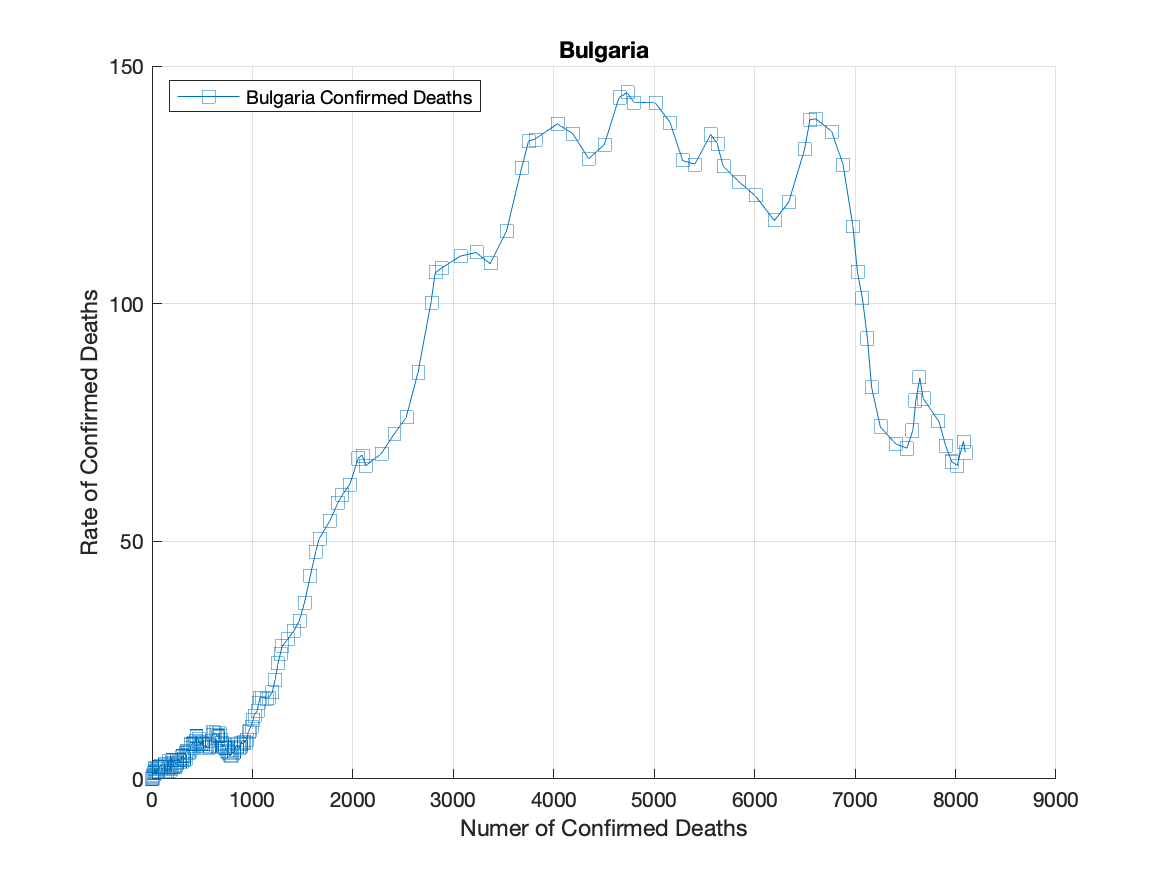 Bulgaria
Bulgaria Confirmed Deaths
150
100
50
0
Rate of Confirmed Deaths
0 1000 2000 3000 4000 5000 6000 7000 8000 9000
Numer of Confirmed Deaths